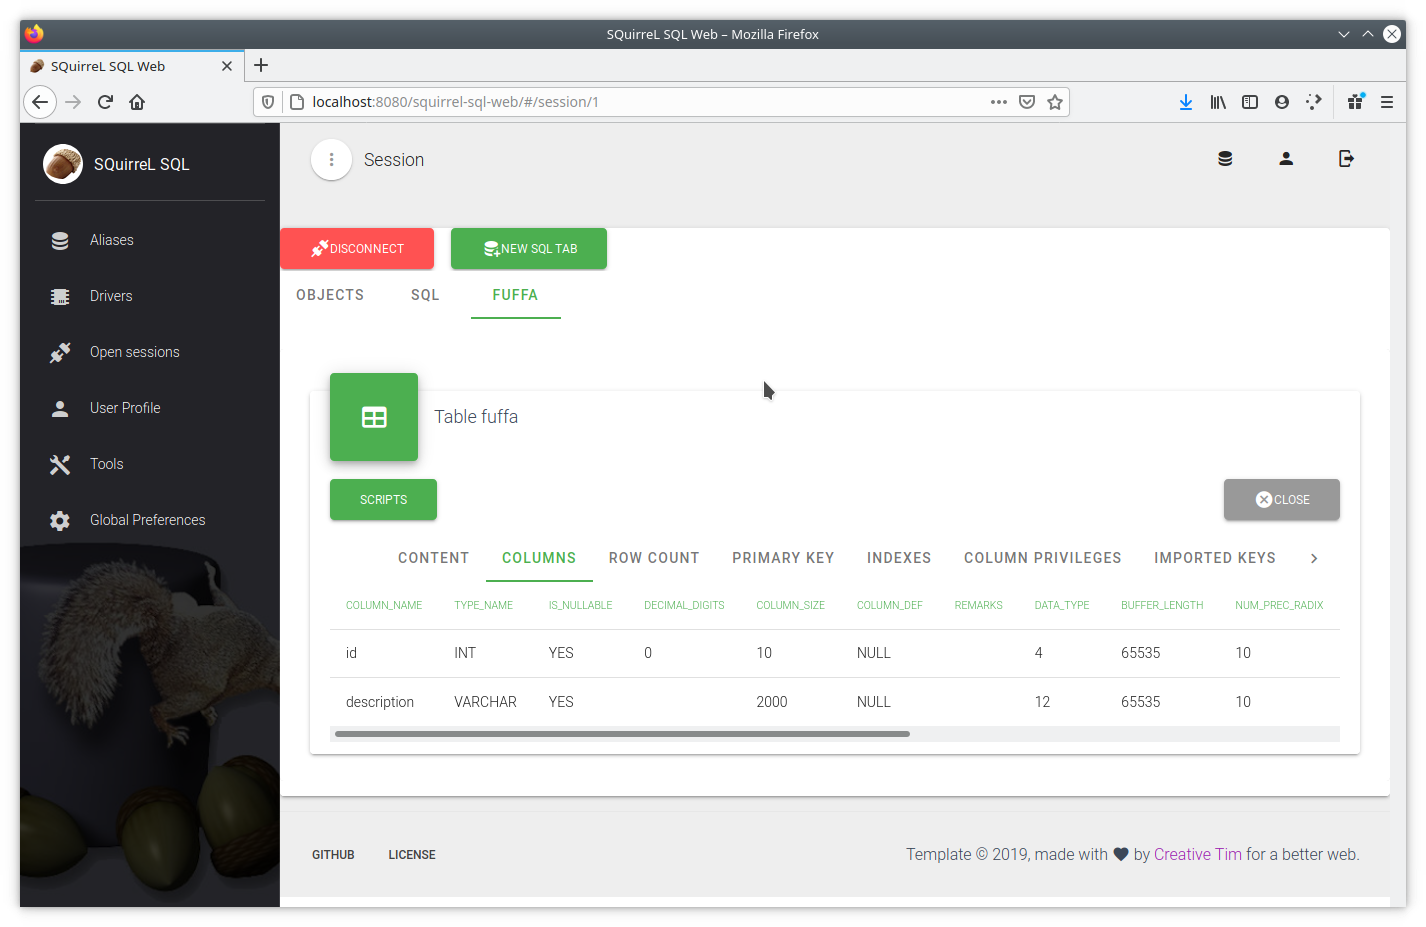 SQuirreL SQL Web – Mozilla Firefox
SQuirreL SQL Web
localhost:8080/squirrel-sql-web/#/session/1
SQuirreL SQL
Session
Aliases
Drivers
Open sessions
User Profile
Tools
Global Preferences
DISCONNECT NEW SQL TAB
OBJECTS SQL FUFFA
Table fuffa
SCRIPTS CLOSE
CONTENT COLUMNS ROW COUNT PRIMARY KEY INDEXES COLUMN PRIVILEGES IMPORTED KEYS
COLUMN_NAME TYPE_NAME IS_NULLABLE DECIMAL_DIGITS COLUMN_SIZE COLUMN_DEF REMARKS DATA_TYPE BUFFER_LENGTH NUM_PREC_RADIX
id INT YES 0 10 NULL 4 65535 10
description VARCHAR YES 2000 NULL 12 65535 10
GITHUB LICENSE
Template © 2019, made with ♥ by Creative Tim for a better web.